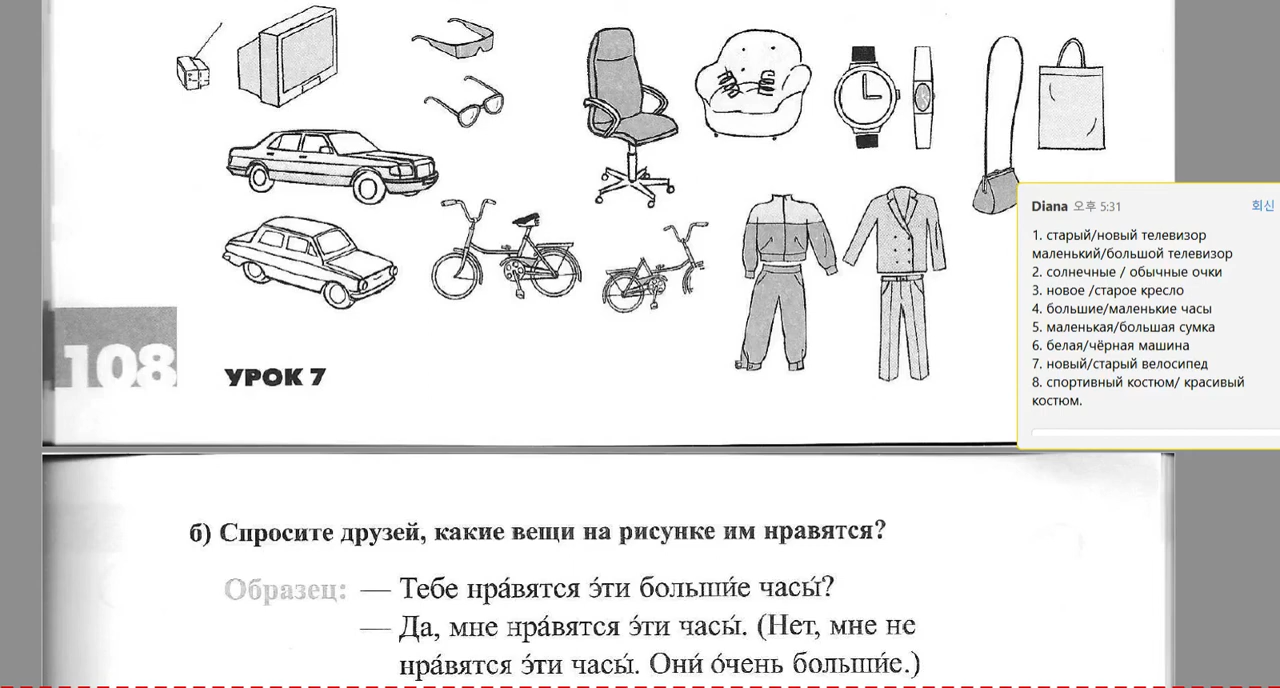 Diana 오후 5:31
회신
1. старый/новый телевизор
маленький/большой телевизор
2. солнечные / обычные очки
3. новое /старое кресло
4. большие/маленькие часы
5. маленькая/большая сумка
6. белая/чёрная машина
7. новый/старый велосипед
8. спортивный костюм/ красивый
костюм.
108
УРОК 7
б) Спросите друзей, какие вещи на рисунке им нравятся?
Образец: — Тебе нра́вятся э́ти больши́е часы́?
— Да, мне нра́вятся э́ти часы́. (Нет, мне не
нра́вятся э́ти часы́. Они́ о́чень больши́е.)